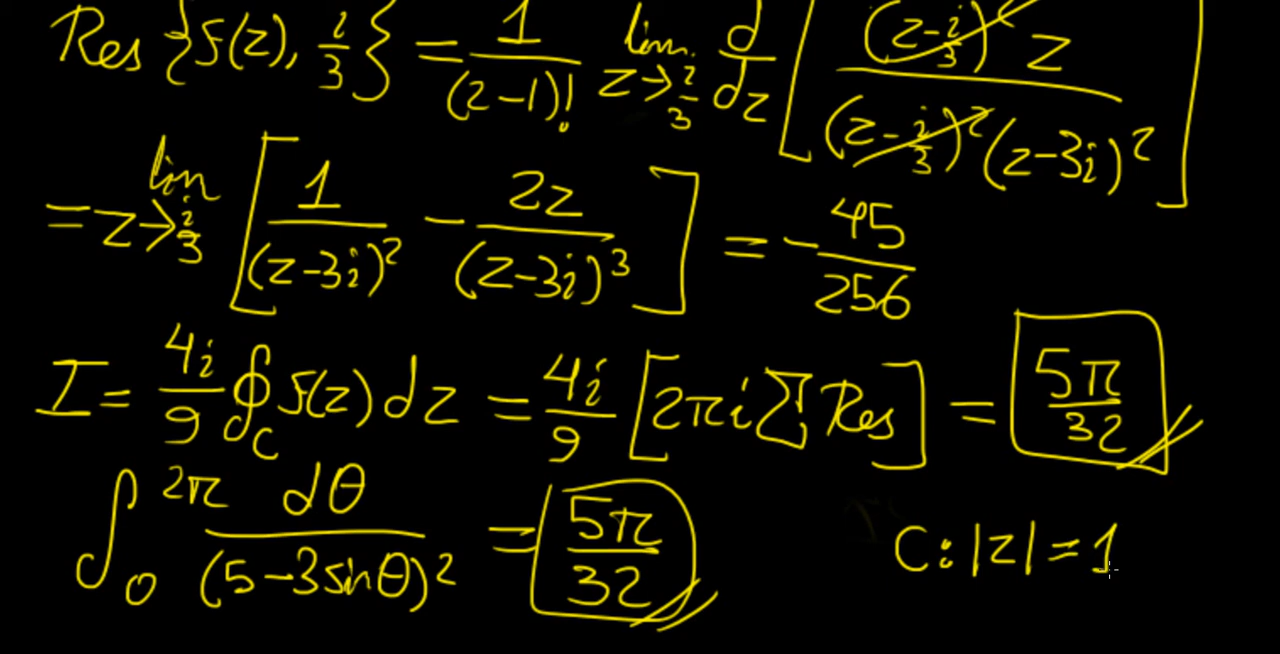 Res {f(z), i/3} = 1/(2-1)! lim z→i/3 d/dz [(z-i/3)² z / (z-i/3)² (z-3i)²]
= lim z→i/3 [1/(z-3i)² - 2z/(z-3i)³] = -45/256
I = 4i/9 ∮_C f(z) dz = 4i/9 [2πi Σ Res] = 5π/32
∫₀^2π dθ/(5-3sinθ)² = 5π/32 C: |z| = 1